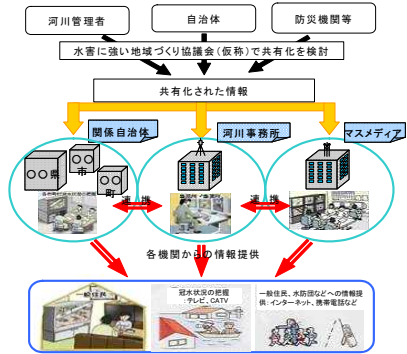 河川管理者
自治体
防災機関等
水害に強い地域づくり協議会(仮称)で共有化を検討
共有化された情報
関係自治体
河川事務所
マスメディア
○○県
市
○○町
連 携
連 携
各機関からの情報提供
一般住民
冠水状況の把握
:テレビ、CATV
一般住民、水防団などへの情報提
供:インターネット、携帯電話など